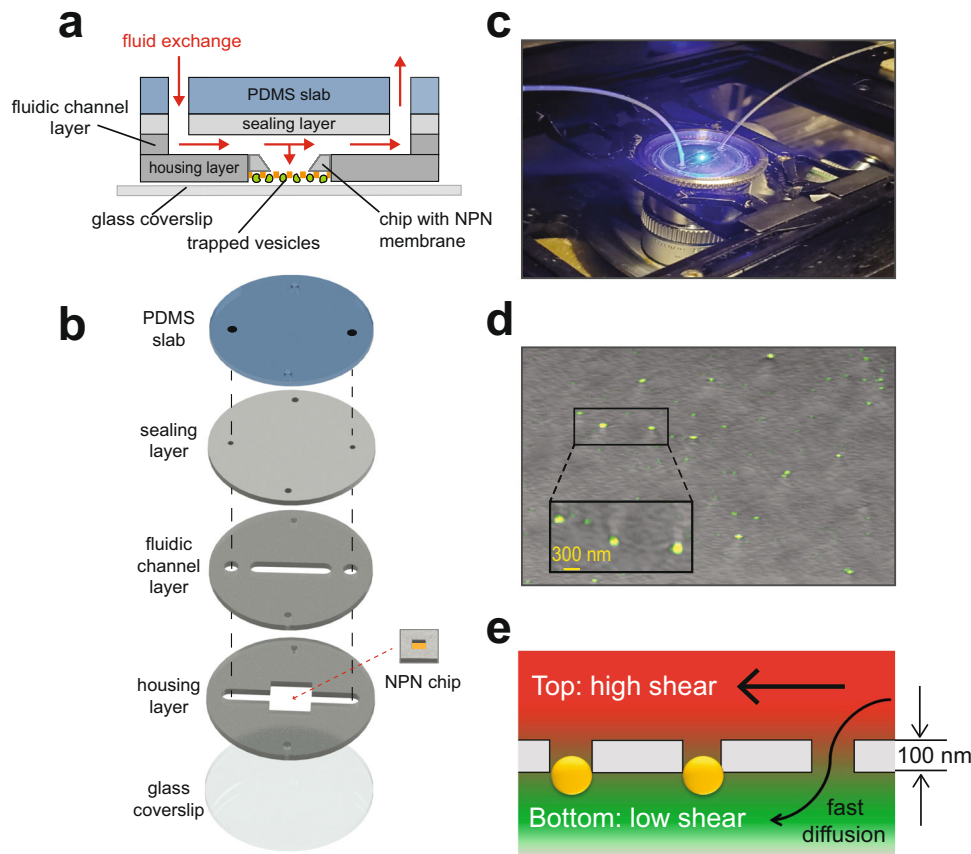 a
fluid exchange
PDMS slab
fluidic channel
layer
sealing layer
housing layer
glass coverslip
trapped vesicles
chip with NPN
membrane
b
PDMS
slab
sealing
layer
fluidic
channel
layer
housing
layer
NPN chip
glass
coverslip
c
d
300 nm
e
Top: high shear
100 nm
Bottom: low shear
fast
diffusion